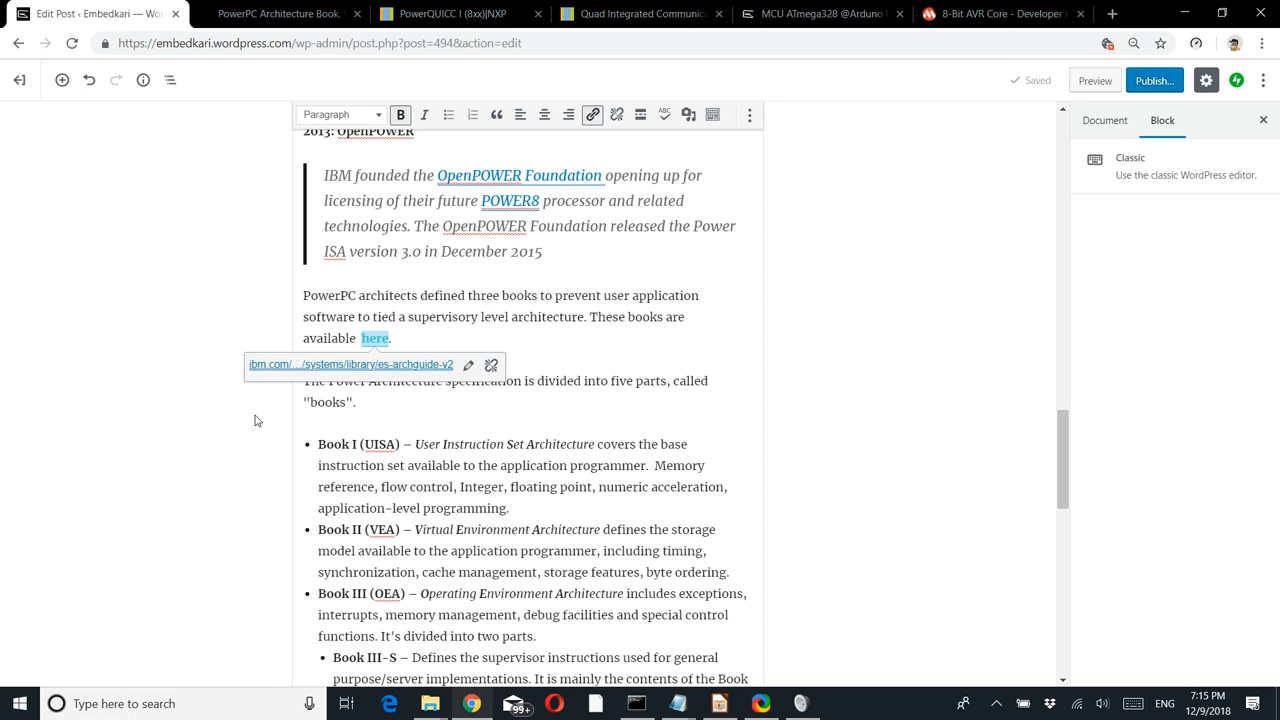 Edit Post ‹ Embedkari — Wor
PowerPC Architecture Book,
PowerQUICC I (8xx)|NXP
Quad Integrated Communica
MCU ATmega328 @Arduino
8-Bit AVR Core - Developer H
https://embedkari.wordpress.com/wp-admin/post.php?post=494&action=edit
Saved
Preview
Publish...
Paragraph
B I ABC
Document
Block
Classic
Use the classic WordPress editor.
2013: OpenPOWER
IBM founded the OpenPOWER Foundation opening up for
licensing of their future POWER8 processor and related
technologies. The OpenPOWER Foundation released the Power
ISA version 3.0 in December 2015
PowerPC architects defined three books to prevent user application
software to tied a supervisory level architecture. These books are
available here.
ibm.com/.../systems/library/es-archguide-v2
The Power Architecture specification is divided into five parts, called
"books".
• Book I (UISA) – User Instruction Set Architecture covers the base
instruction set available to the application programmer. Memory
reference, flow control, Integer, floating point, numeric acceleration,
application-level programming.
• Book II (VEA) – Virtual Environment Architecture defines the storage
model available to the application programmer, including timing,
synchronization, cache management, storage features, byte ordering.
• Book III (OEA) – Operating Environment Architecture includes exceptions,
interrupts, memory management, debug facilities and special control
functions. It's divided into two parts.
• Book III-S – Defines the supervisor instructions used for general
purpose/server implementations. It is mainly the contents of the Book
Type here to search
99+
ENG
7:15 PM
12/9/2018